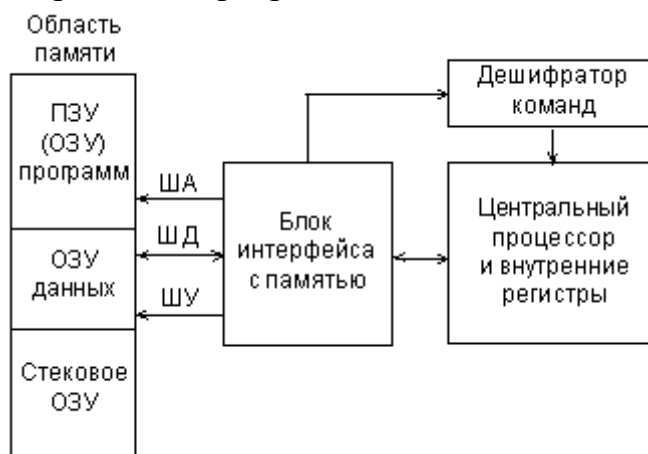 Область
памяти
ПЗУ
(ОЗУ)
программ
ОЗУ
данных
Стековое
ОЗУ
ША
ШД
ШУ
Блок
интерфейса
с памятью
Дешифратор
команд
Центральный
процессор
и внутренние
регистры